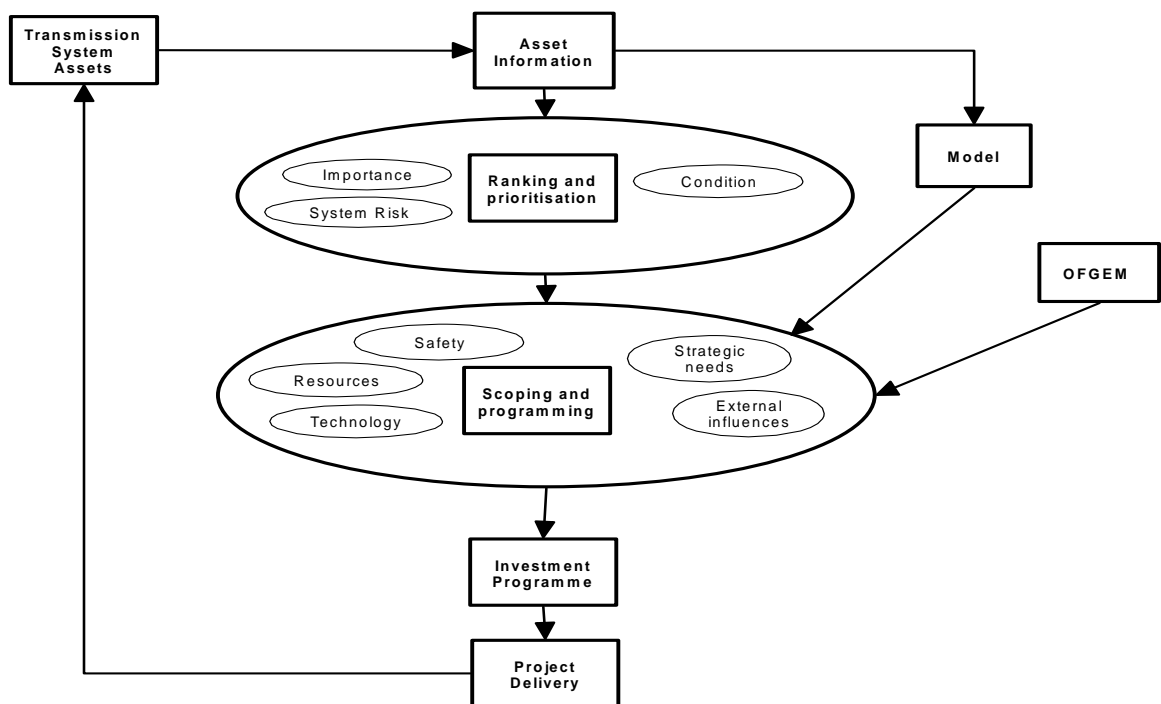 Transmission
System
Assets
Asset
Information
Model
Importance
System Risk
Ranking and
prioritisation
Condition
OFGEM
Safety
Resources
Technology
Scoping and
programming
Strategic
needs
External
influences
Investment
Programme
Project
Delivery